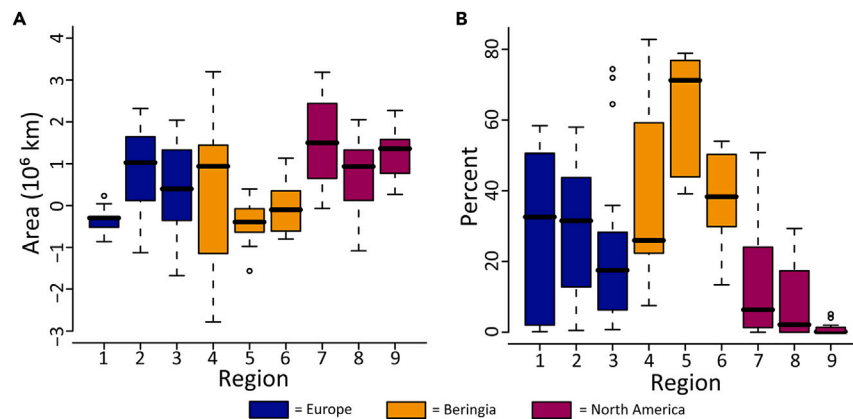 A
B
Area (10⁶ km)
4
3
2
1
0
−1
−2
−3
1 2 3 4 5 6 7 8 9
Region
Percent
80
60
40
20
0
1 2 3 4 5 6 7 8 9
Region
= Europe
= Beringia
= North America